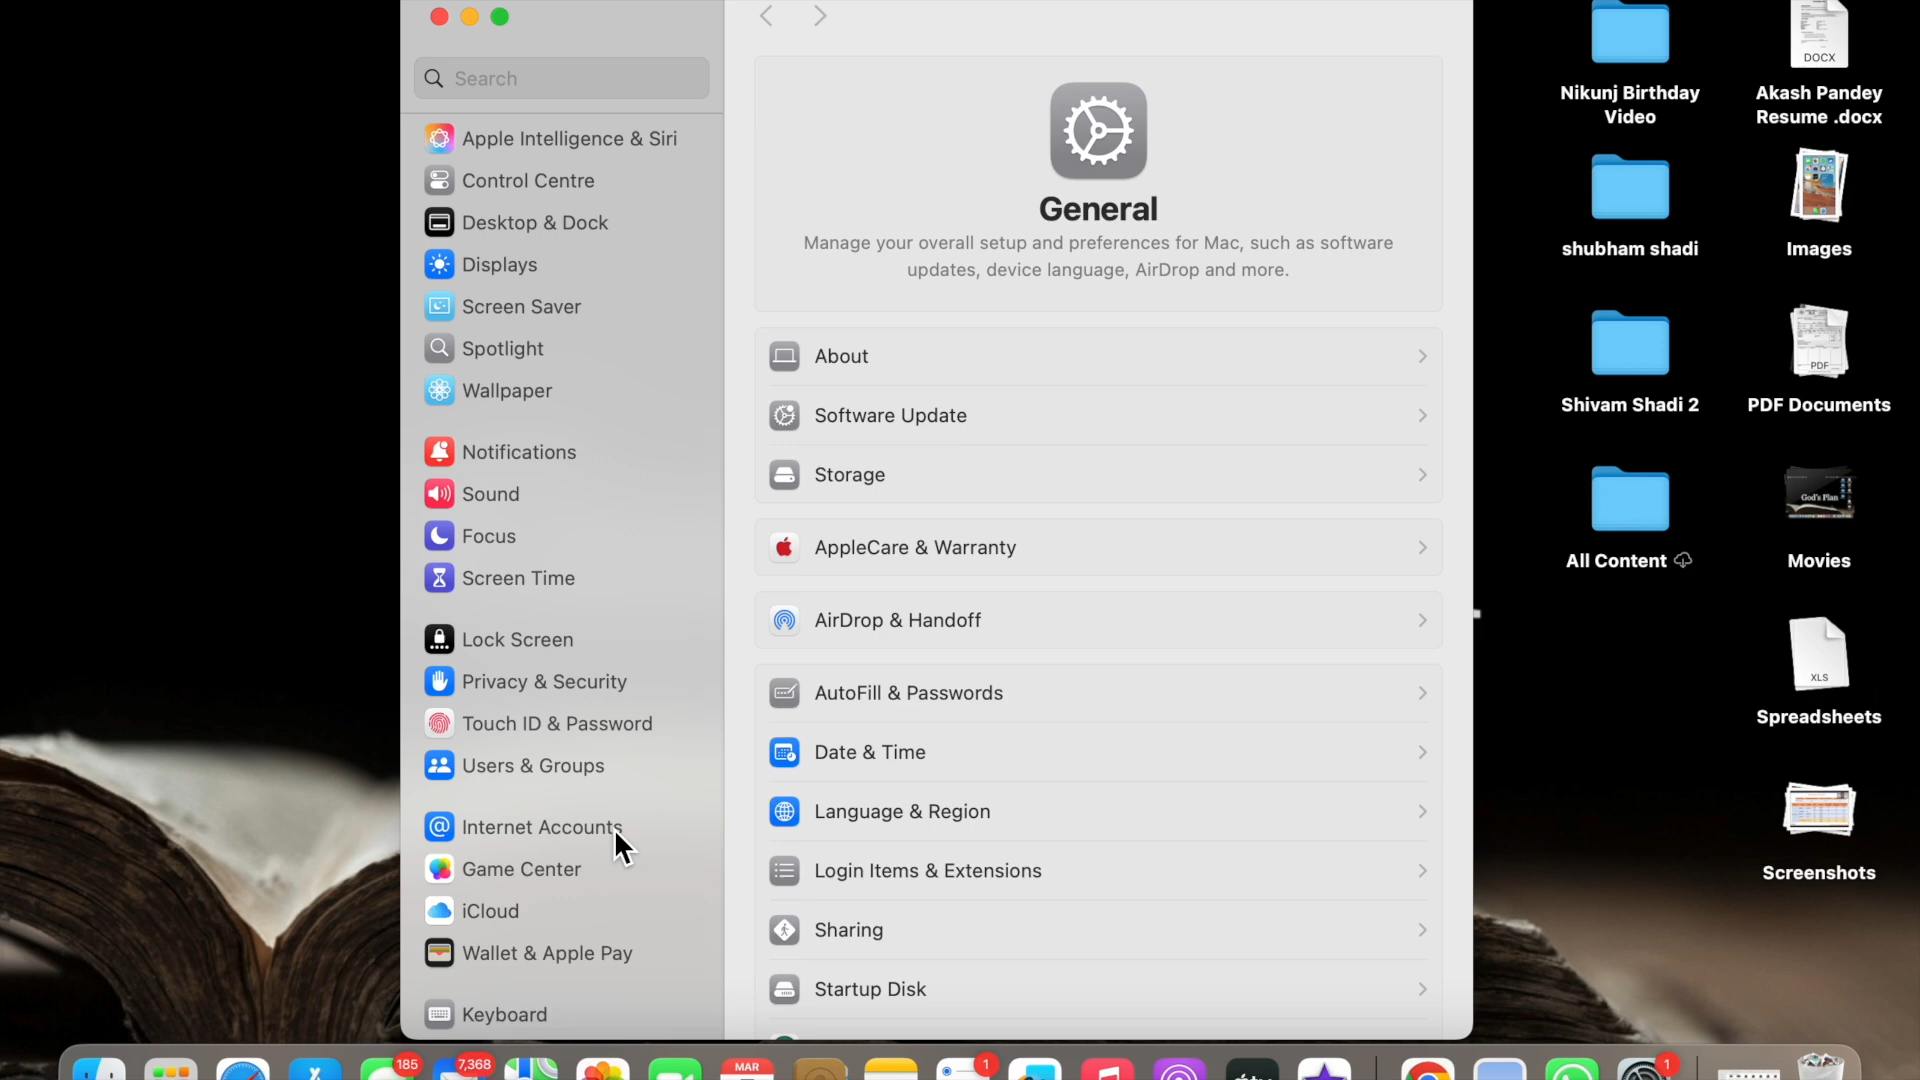 Search
Apple Intelligence & Siri
Control Centre
Desktop & Dock
Displays
Screen Saver
Spotlight
Wallpaper
Notifications
Sound
Focus
Screen Time
Lock Screen
Privacy & Security
Touch ID & Password
Users & Groups
Internet Accounts
Game Center
iCloud
Wallet & Apple Pay
Keyboard
General
Manage your overall setup and preferences for Mac, such as software
updates, device language, AirDrop and more.
About
Software Update
Storage
AppleCare & Warranty
AirDrop & Handoff
AutoFill & Passwords
Date & Time
Language & Region
Login Items & Extensions
Sharing
Startup Disk
Nikunj Birthday
Video
shubham shadi
Shivam Shadi 2
All Content
DOCX
Akash Pandey
Resume .docx
Images
PDF
PDF Documents
God's Plan
Movies
XLS
Spreadsheets
Screenshots
185
7,368
MAR
1
1